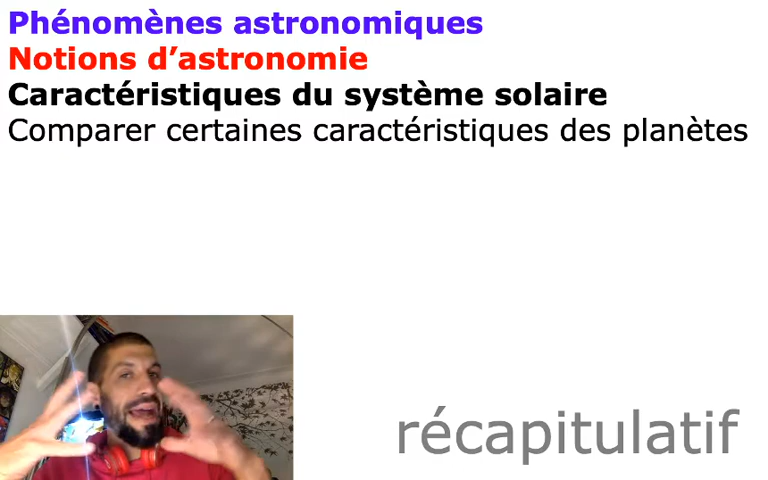 Phénomènes astronomiques
Notions d’astronomie
Caractéristiques du système solaire
Comparer certaines caractéristiques des planètes
récapitulatif